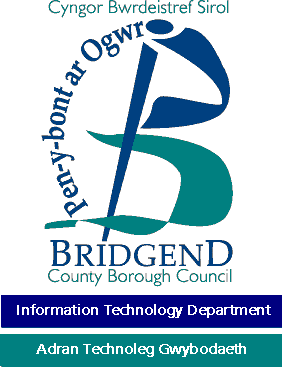 Cyngor Bwrdeistref Sirol
Pen-y-bont ar Ogwr
BRIDGEND
County Borough Council
Information Technology Department
Adran Technoleg Gwybodaeth